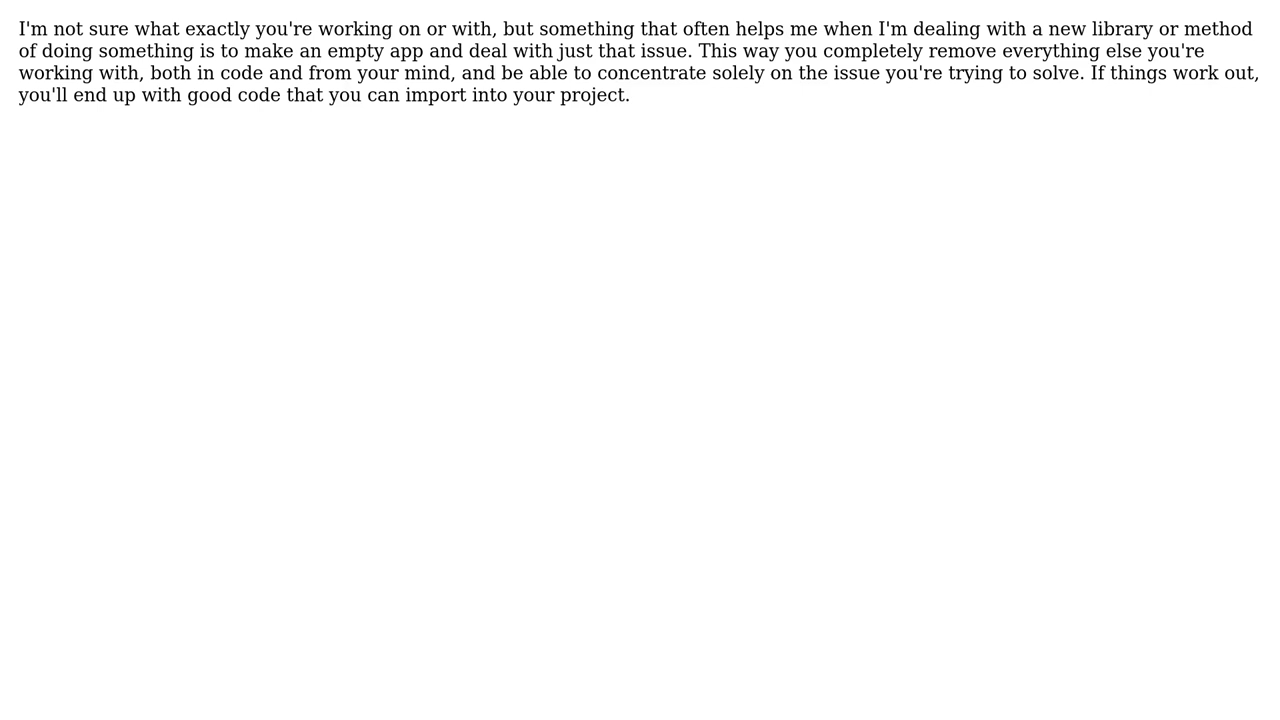 I'm not sure what exactly you're working on or with, but something that often helps me when I'm dealing with a new library or method
of doing something is to make an empty app and deal with just that issue. This way you completely remove everything else you're
working with, both in code and from your mind, and be able to concentrate solely on the issue you're trying to solve. If things work out,
you'll end up with good code that you can import into your project.